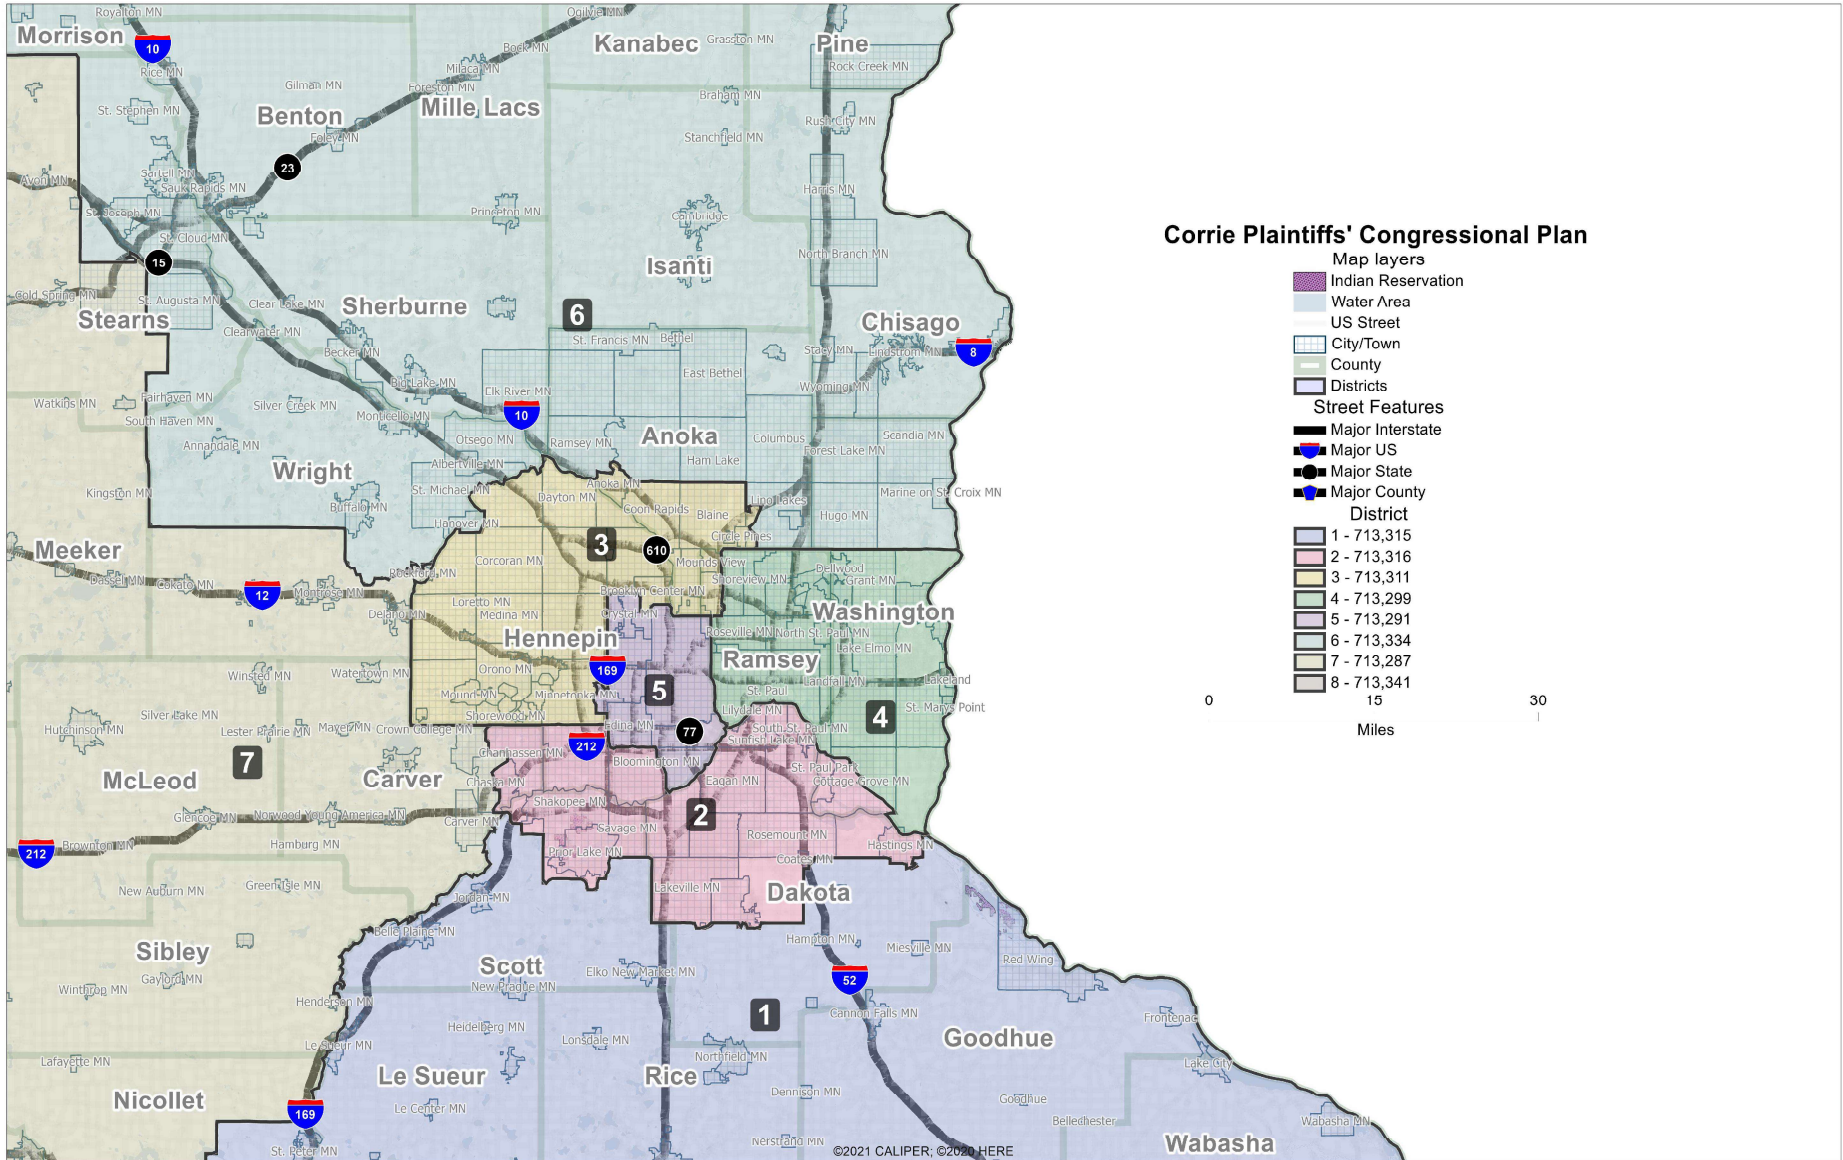 Royalton MN
Ogilvie MN
Morrison
10
Kanabec
Grasston MN
Pine
Bock MN
Rice MN
Milaca MN
Rock Creek MN
Gilman MN
Foreston MN
Braham MN
St. Stephen MN
Benton
Mille Lacs
Rush City MN
Foley MN
Stanchfield MN
23
Sartell MN
Avon MN
Sauk Rapids MN
Harris MN
St. Joseph MN
Princeton MN
Cambridge
St. Cloud MN
Corrie Plaintiffs' Congressional Plan
North Branch MN
Map layers
15
Isanti
Indian Reservation
Cold Spring MN
St. Augusta MN
Clear Lake MN
Sherburne
Water Area
Stearns
6
Chisago
US Street
Clearwater MN
St. Francis MN
Bethel
City/Town
Becker MN
Stacy MN
Lindstrom MN
8
County
Big Lake MN
East Bethel
Wyoming MN
Districts
Watkins MN
Fairhaven MN
Silver Creek MN
Elk River MN
Street Features
South Haven MN
Monticello MN
10
Major Interstate
Annandale MN
Otsego MN
Ramsey MN
Anoka
Columbus
Scandia MN
Major US
Wright
Albertville MN
Ham Lake
Forest Lake MN
Major State
Kingston MN
St. Michael MN
Dayton MN
Anoka MN
Lino Lakes
Marine on St. Croix MN
Major County
Buffalo MN
Hanover MN
Coon Rapids
Blaine
Hugo MN
District
Meeker
Corcoran MN
3
610
Circle Pines
1 - 713,315
Dassel MN
Cokato MN
Rockford MN
Mounds View
Dellwood
2 - 713,316
12
Montrose MN
Brooklyn Center MN
Shoreview MN
Grant MN
3 - 713,311
Delano MN
Loretto MN
Medina MN
Crystal MN
Washington
4 - 713,299
Hennepin
Roseville MN
North St. Paul MN
5 - 713,291
Lake Elmo MN
6 - 713,334
Winsted MN
Watertown MN
Orono MN
169
Ramsey
7 - 713,287
Mound MN
Minnetonka MN
5
St. Paul
Landfall MN
Lakeland
8 - 713,341
Silver Lake MN
Shorewood MN
Lilydale MN
4
St. Marys Point
0
15
30
Hutchinson MN
Lester Prairie MN
Mayer MN
Crown College MN
Edina MN
77
South St. Paul MN
Miles
7
Chanhassen MN
212
Sunfish Lake MN
McLeod
Carver
Bloomington MN
St. Paul Park
Chaska MN
Eagan MN
Cottage Grove MN
Shakopee MN
2
Glencoe MN
Norwood Young America MN
Carver MN
Savage MN
Rosemount MN
212
Brownton MN
Hamburg MN
Prior Lake MN
Coates MN
Hastings MN
New Auburn MN
Green Isle MN
Lakeville MN
Dakota
Jordan MN
Belle Plaine MN
Hampton MN
Miesville MN
Sibley
Scott
Elko New Market MN
Red Wing
Gaylord MN
52
Winthrop MN
New Prague MN
Henderson MN
1
Cannon Falls MN
Frontenac
Heidelberg MN
Lonsdale MN
Goodhue
Le Sueur MN
Lafayette MN
Northfield MN
Lake City
Le Sueur
Rice
Nicollet
Le Center MN
Dennison MN
Goodhue
169
Bellechester
Wabasha MN
St. Peter MN
Nerstrand MN
Wabasha
©2021 CALIPER; ©2020 HERE